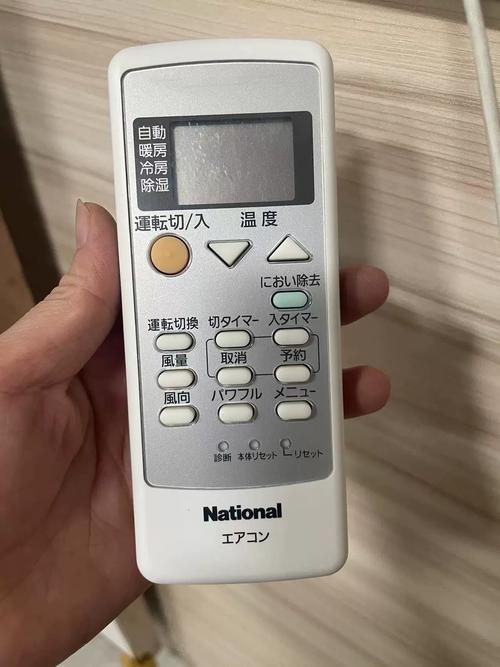 自動
暖房
冷房
除湿
運転切/入 温度
におい除去
運転切換 切タイマー 入タイマー
風量 取消 予約
風向 パワフル メニュー
診断 本体リセット リセット
National
エアコン